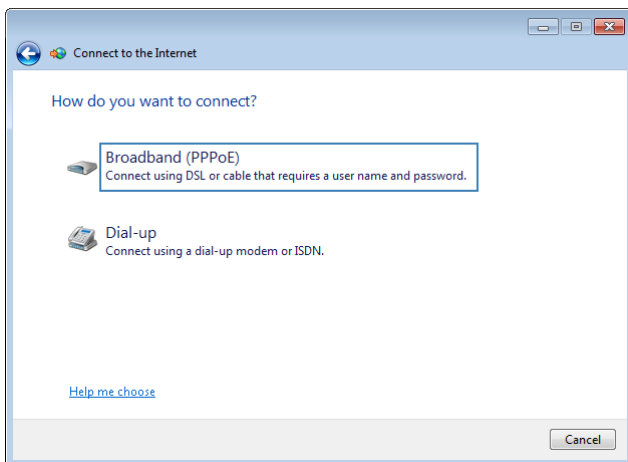 Connect to the Internet
How do you want to connect?
Broadband (PPPoE)
Connect using DSL or cable that requires a user name and password.
Dial-up
Connect using a dial-up modem or ISDN.
Help me choose
Cancel